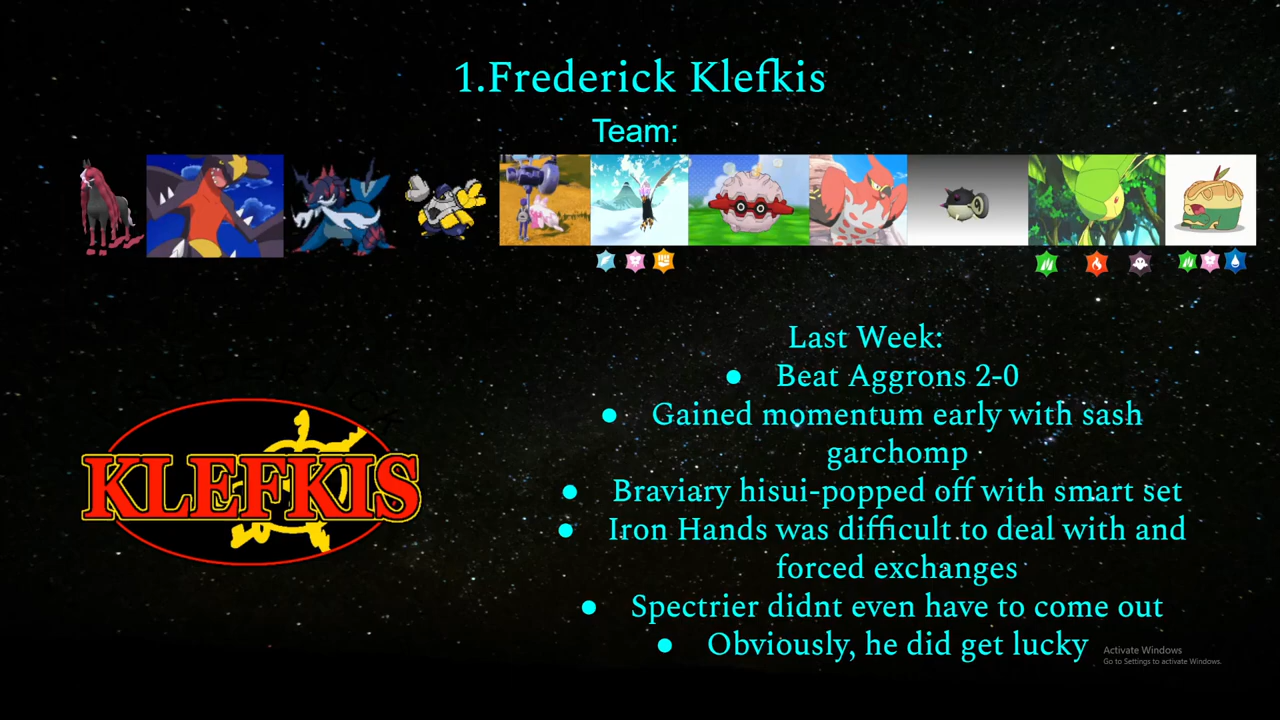 1.Frederick Klefkis
Team:
Last Week:
● Beat Aggrons 2-0
● Gained momentum early with sash
garchomp
● Braviary hisui-popped off with smart set
● Iron Hands was difficult to deal with and
forced exchanges
● Spectrier didnt even have to come out
● Obviously, he did get lucky
KLEFKIS
Activate Windows
Go to Settings to activate Windows.